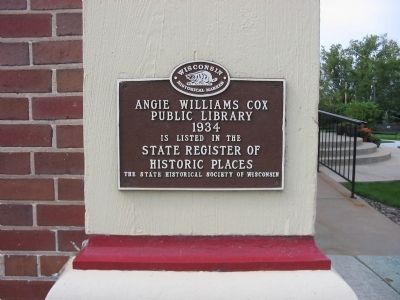 WISCONSIN
HISTORICAL MARKER
ANGIE WILLIAMS COX
PUBLIC LIBRARY
1934
IS LISTED IN THE
STATE REGISTER OF
HISTORIC PLACES
THE STATE HISTORICAL SOCIETY OF WISCONSIN